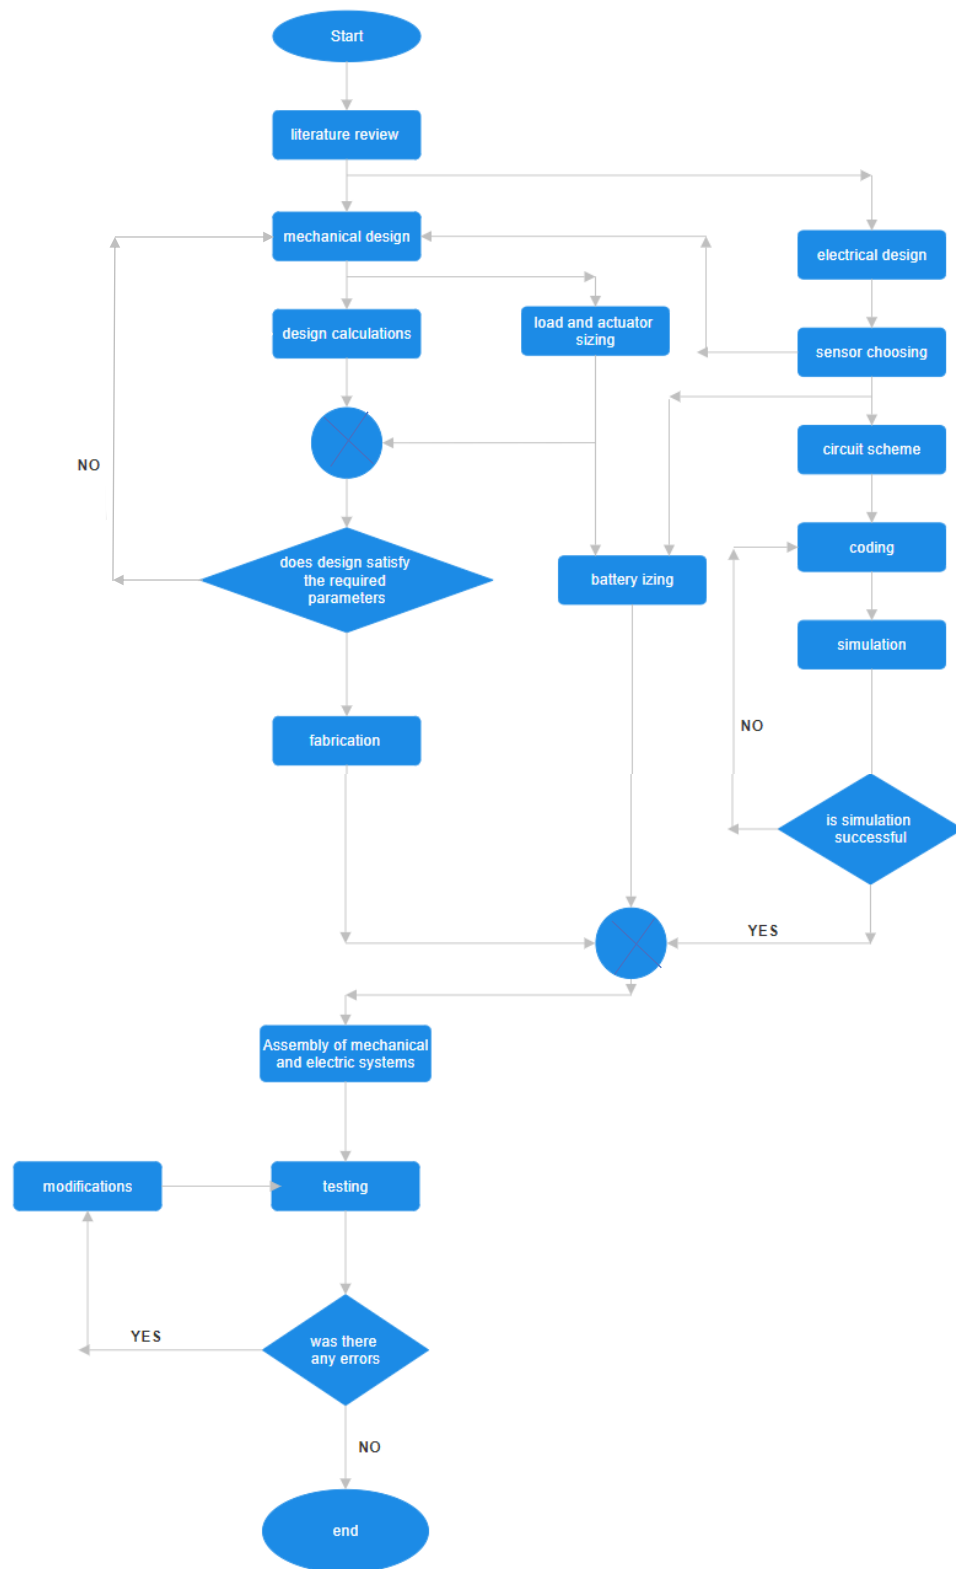 Start
literature review
mechanical design
electrical design
design calculations
load and actuator
sizing
sensor choosing
circuit scheme
NO
coding
does design satisfy
the required
parameters
battery izing
simulation
fabrication
NO
is simulation
successful
YES
Assembly of mechanical
and electric systems
modifications
testing
YES
was there
any errors
NO
end